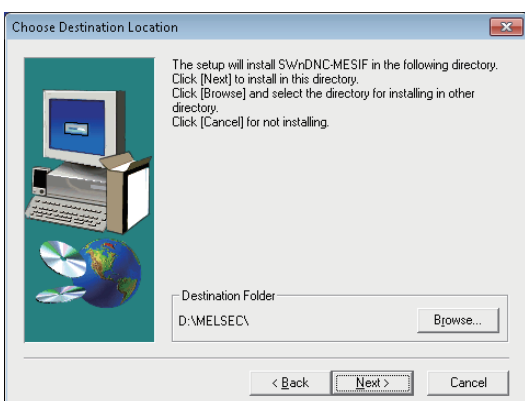 Choose Destination Location
The setup will install SWnDNC-MESIF in the following directory.
Click [Next] to install in this directory.
Click [Browse] and select the directory for installing in other
directory.
Click [Cancel] for not installing.
Destination Folder
D:\MELSEC\
Browse...
< Back
Next >
Cancel